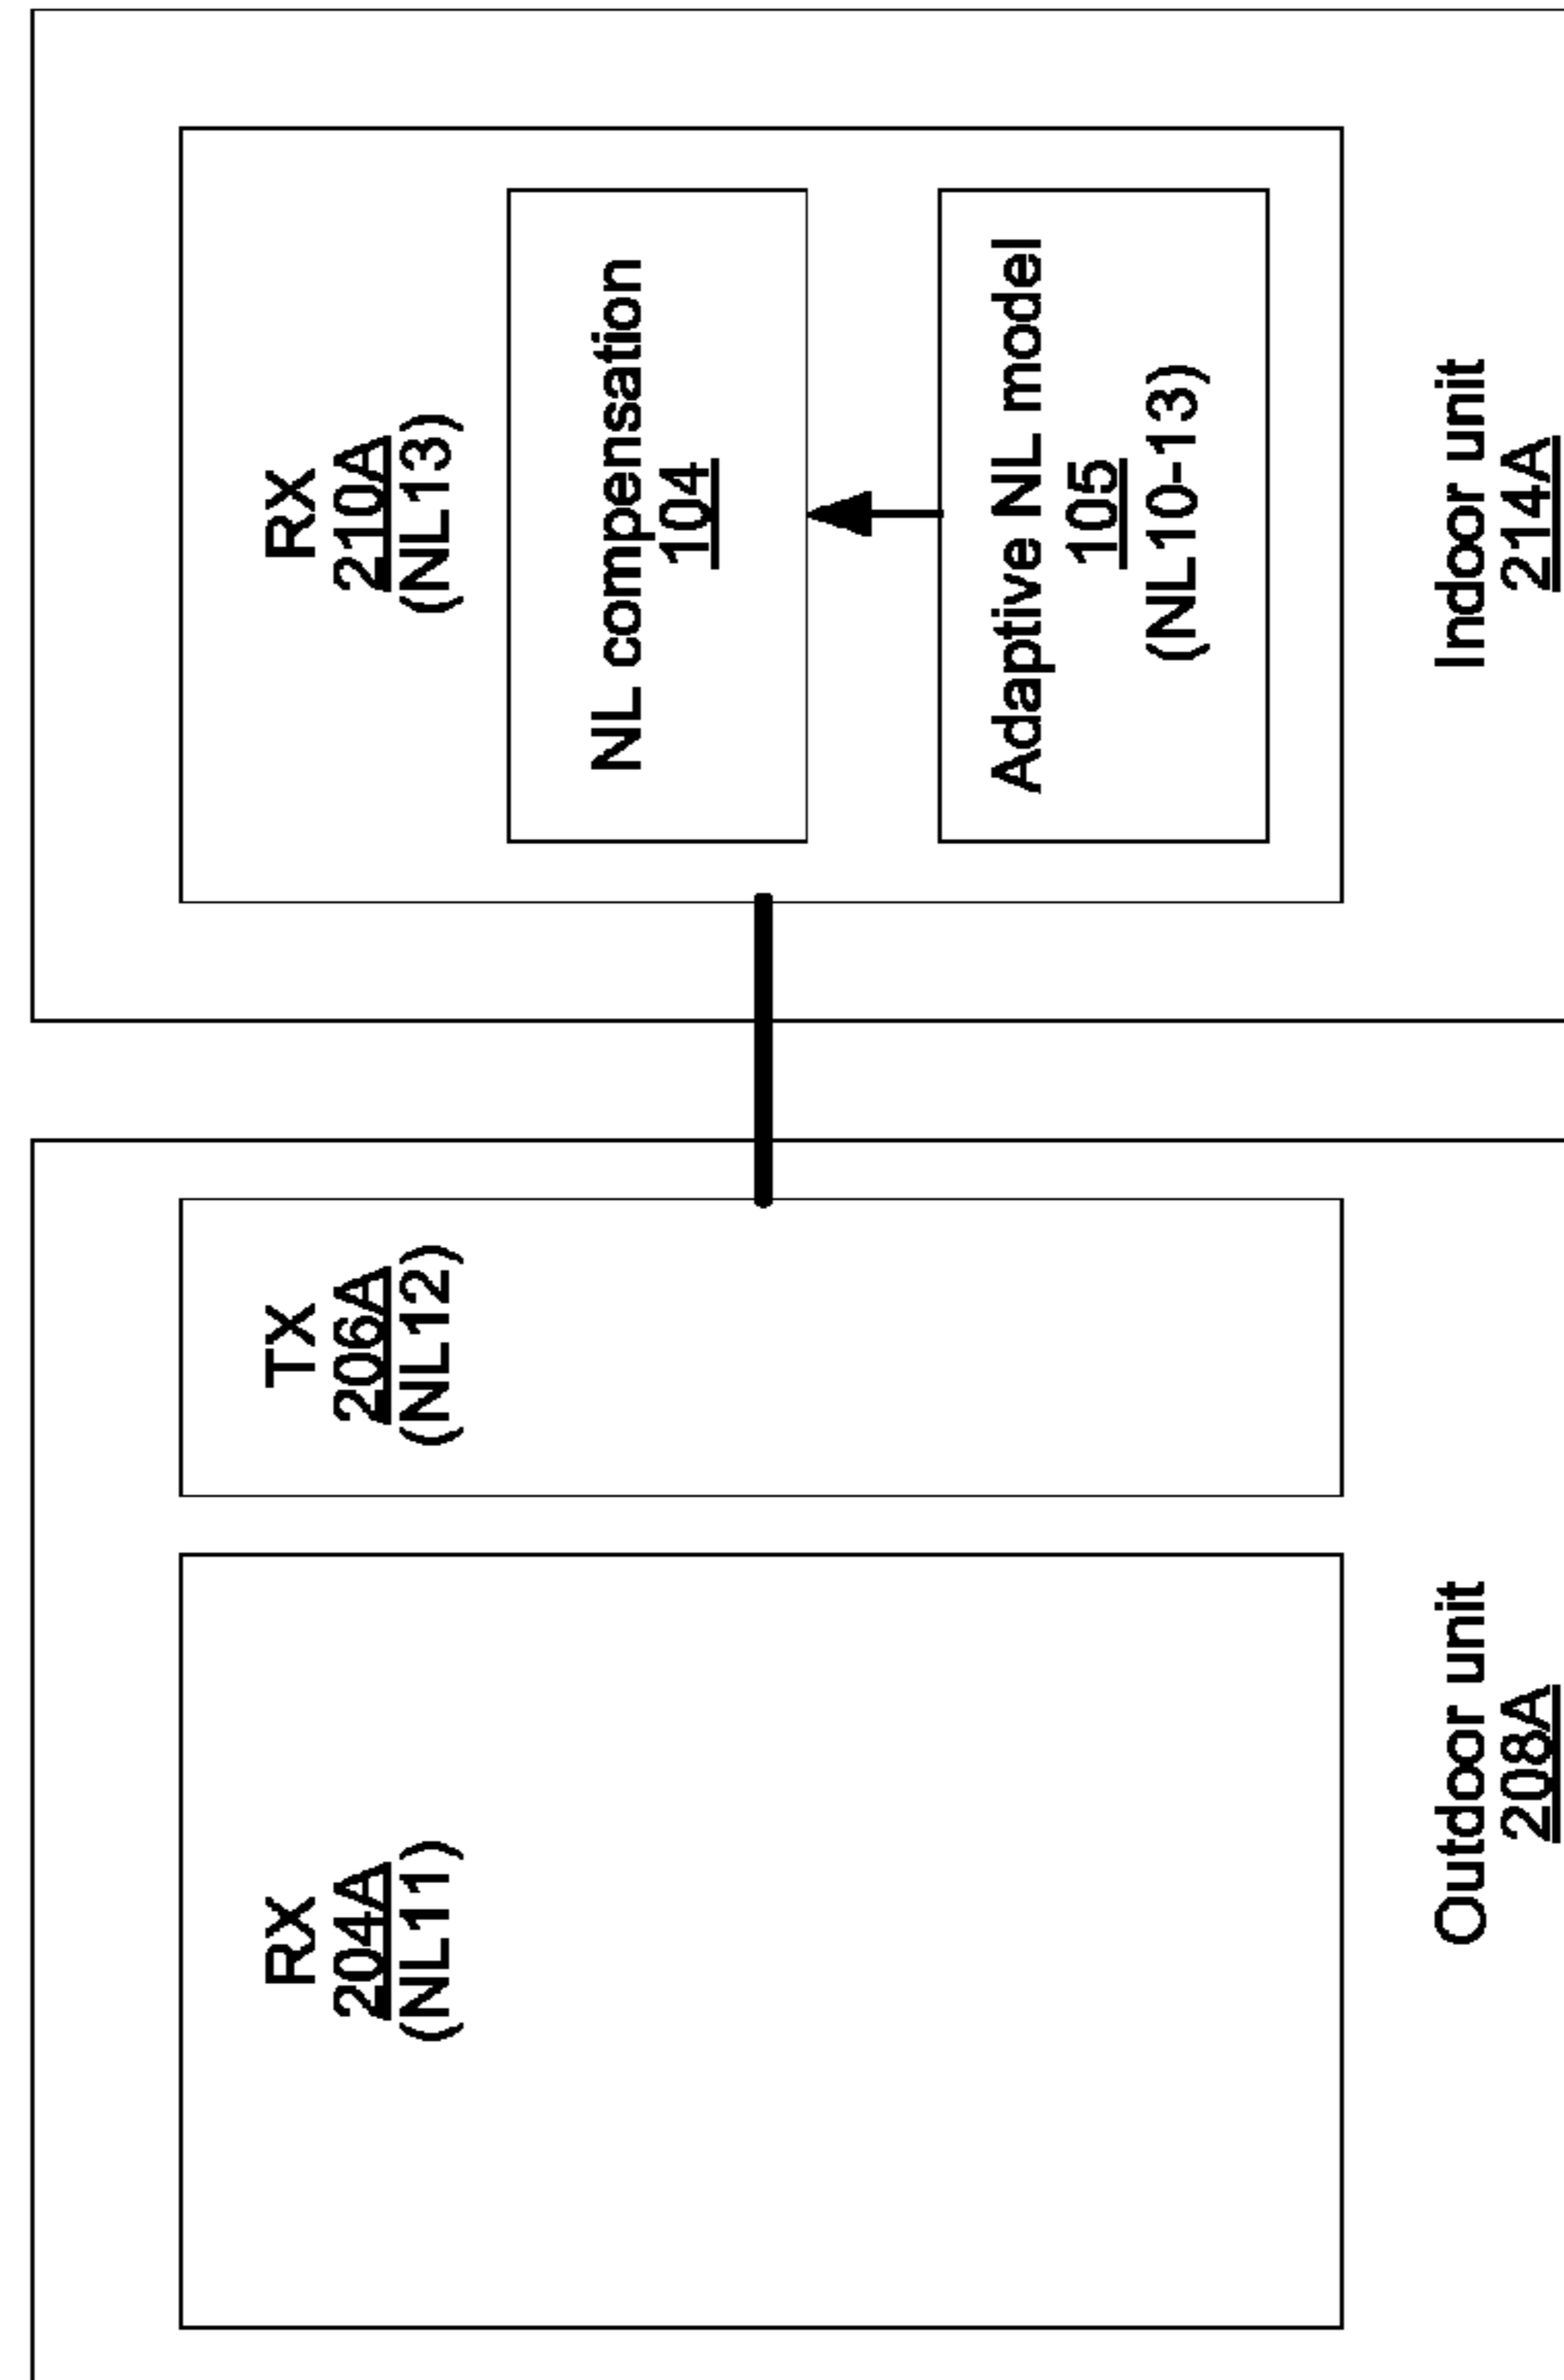 RX
204A
(NL11)
TX
206A
(NL12)
Outdoor unit
208A
RX
210A
(NL13)
NL compensation
104
Adaptive NL model
105
(NL10-13)
Indoor unit
214A